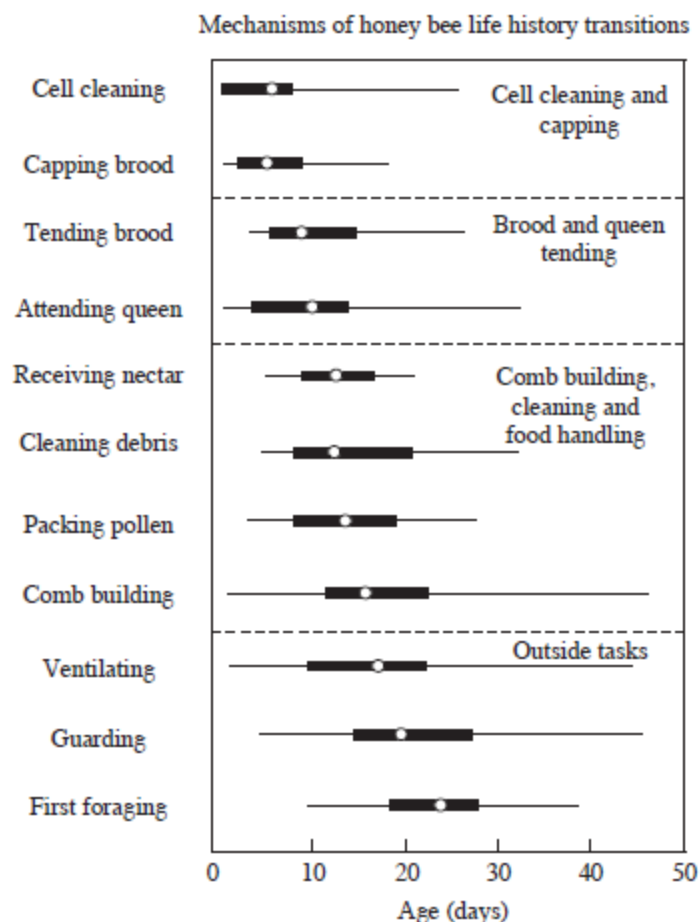 Mechanisms of honey bee life history transitions
Cell cleaning
Cell cleaning and
capping
Capping brood
Tending brood
Brood and queen
tending
Attending queen
Receiving nectar
Comb building,
cleaning and
food handling
Cleaning debris
Packing pollen
Comb building
Outside tasks
Ventilating
Guarding
First foraging
0 10 20 30 40 50
Age (days)